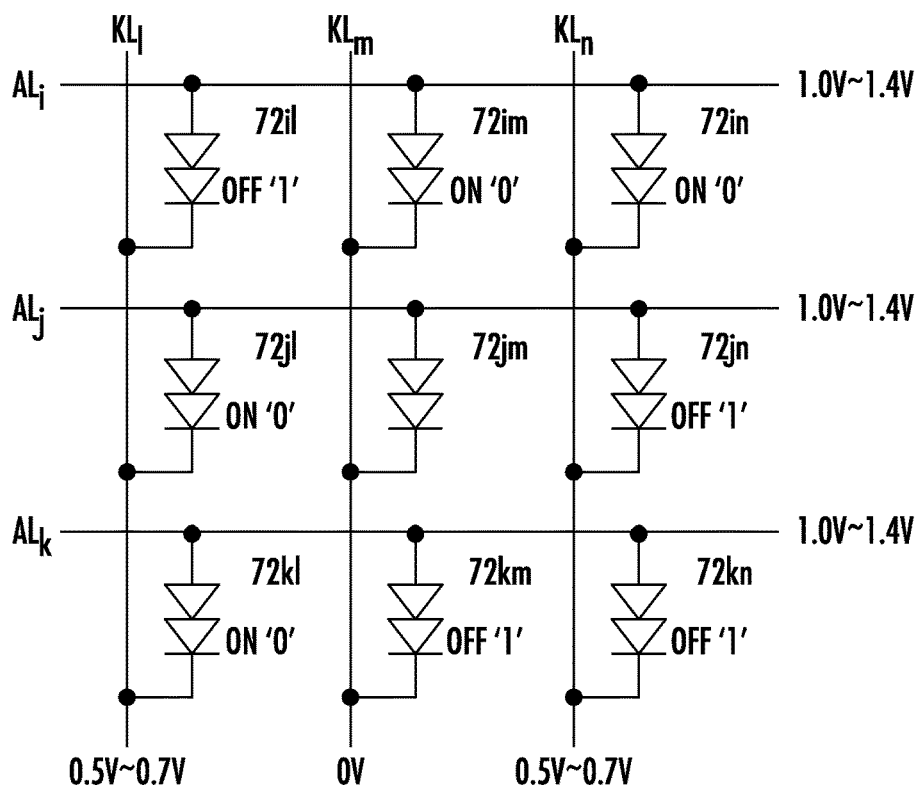 KLl KLm KLn
ALi 1.0V~1.4V
72il 72im 72in
OFF '1' ON '0' ON '0'
ALj 1.0V~1.4V
72jl 72jm 72jn
ON '0' OFF '1'
ALk 1.0V~1.4V
72kl 72km 72kn
ON '0' OFF '1' OFF '1'
0.5V~0.7V 0V 0.5V~0.7V